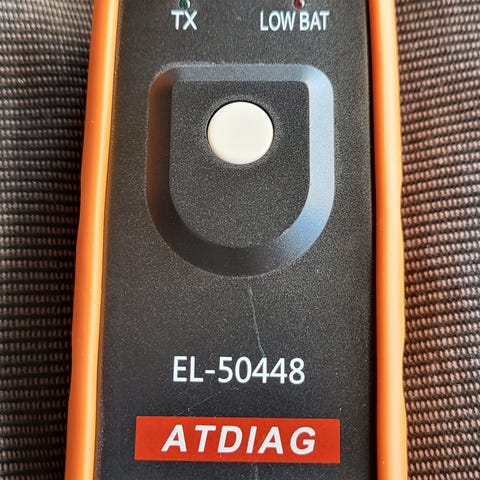 TX LOW BAT
EL-50448
ATDIAG